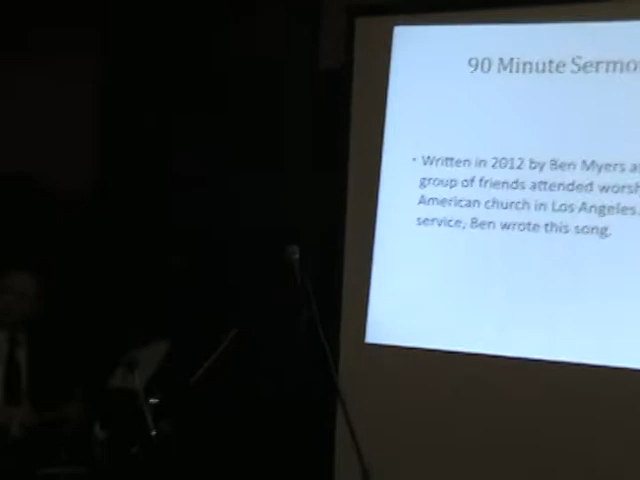 90 Minute Sermo
• Written in 2012 by Ben Myers a
group of friends attended worsh
American church in Los Angeles.
service, Ben wrote this song.